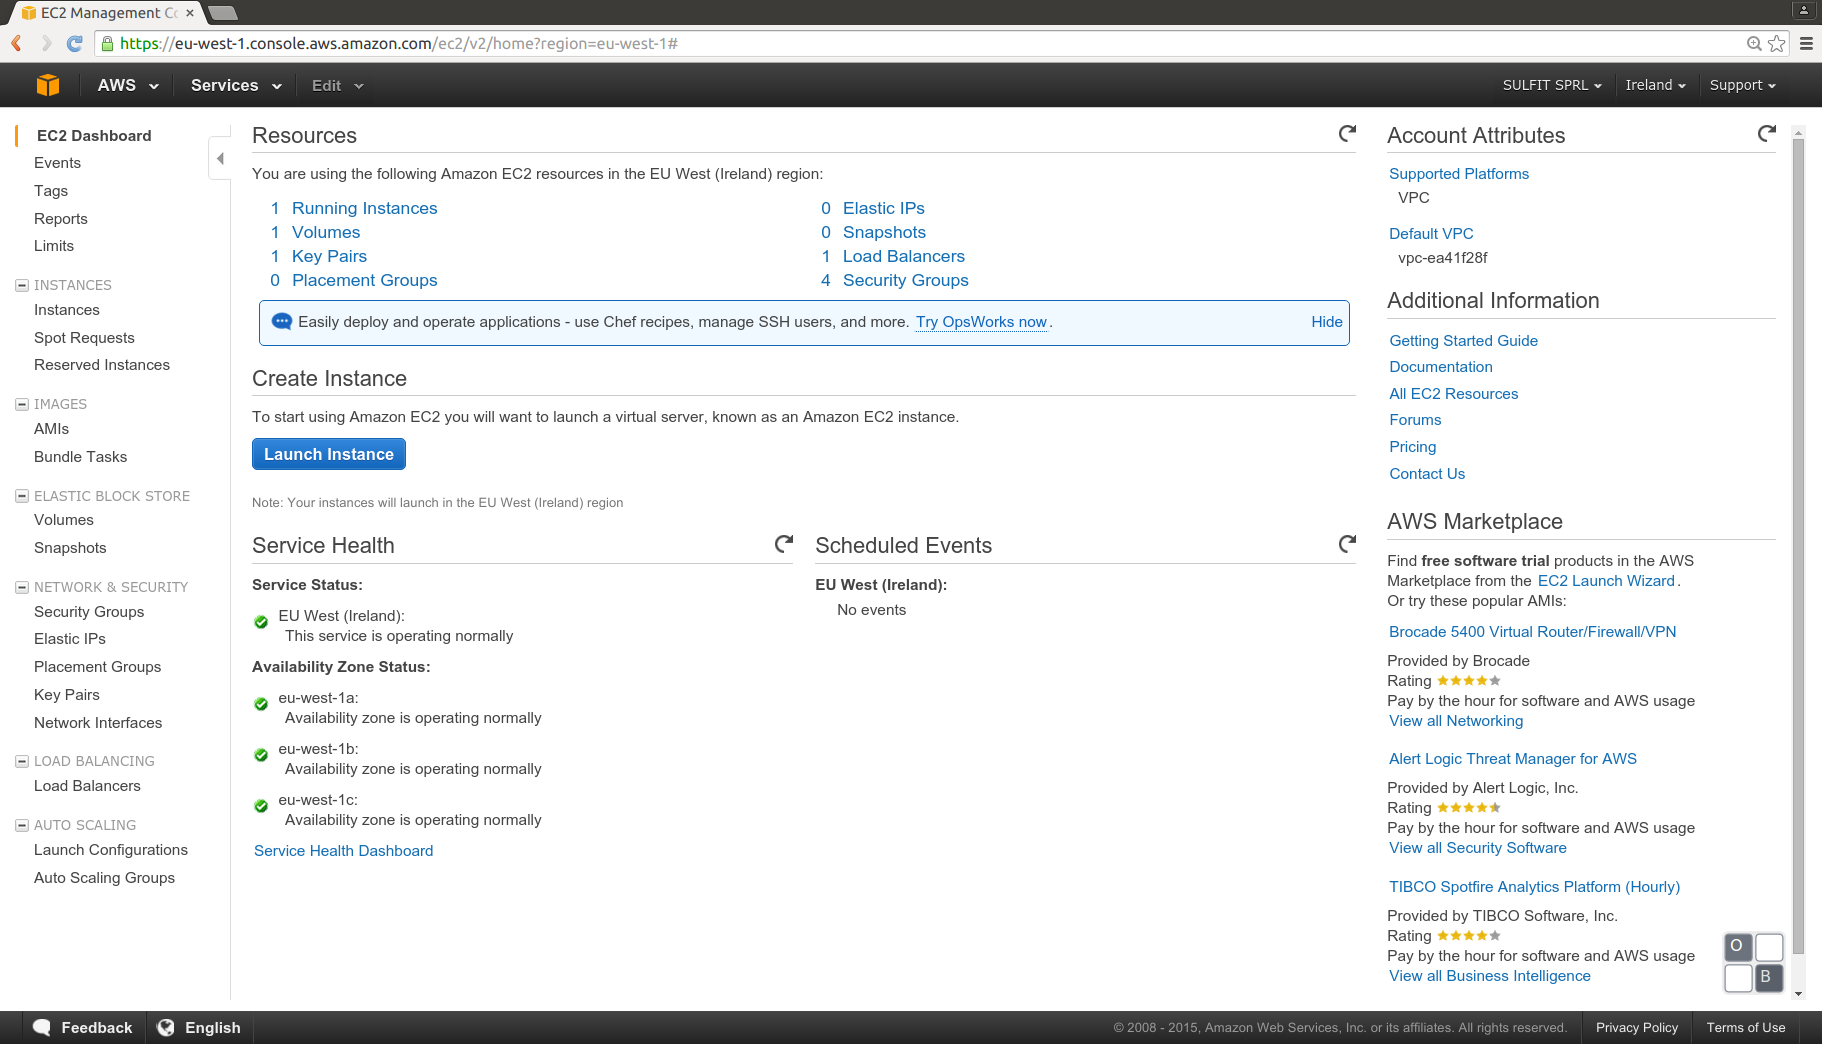 EC2 Management Co
https://eu-west-1.console.aws.amazon.com/ec2/v2/home?region=eu-west-1#
AWS Services Edit SULFIT SPRL Ireland Support
EC2 Dashboard
Events
Tags
Reports
Limits
INSTANCES
Instances
Spot Requests
Reserved Instances
IMAGES
AMIs
Bundle Tasks
ELASTIC BLOCK STORE
Volumes
Snapshots
NETWORK & SECURITY
Security Groups
Elastic IPs
Placement Groups
Key Pairs
Network Interfaces
LOAD BALANCING
Load Balancers
AUTO SCALING
Launch Configurations
Auto Scaling Groups
Resources
You are using the following Amazon EC2 resources in the EU West (Ireland) region:
1 Running Instances 0 Elastic IPs
1 Volumes 0 Snapshots
1 Key Pairs 1 Load Balancers
0 Placement Groups 4 Security Groups
Easily deploy and operate applications - use Chef recipes, manage SSH users, and more. Try OpsWorks now. Hide
Create Instance
To start using Amazon EC2 you will want to launch a virtual server, known as an Amazon EC2 instance.
Launch Instance
Note: Your instances will launch in the EU West (Ireland) region
Service Health
Service Status:
EU West (Ireland):
This service is operating normally
Availability Zone Status:
eu-west-1a:
Availability zone is operating normally
eu-west-1b:
Availability zone is operating normally
eu-west-1c:
Availability zone is operating normally
Service Health Dashboard
Scheduled Events
EU West (Ireland):
No events
Account Attributes
Supported Platforms
VPC
Default VPC
vpc-ea41f28f
Additional Information
Getting Started Guide
Documentation
All EC2 Resources
Forums
Pricing
Contact Us
AWS Marketplace
Find free software trial products in the AWS
Marketplace from the EC2 Launch Wizard.
Or try these popular AMIs:
Brocade 5400 Virtual Router/Firewall/VPN
Provided by Brocade
Rating
Pay by the hour for software and AWS usage
View all Networking
Alert Logic Threat Manager for AWS
Provided by Alert Logic, Inc.
Rating
Pay by the hour for software and AWS usage
View all Security Software
TIBCO Spotfire Analytics Platform (Hourly)
Provided by TIBCO Software, Inc.
Rating
Pay by the hour for software and AWS usage
View all Business Intelligence
O
B
Feedback English © 2008 - 2015, Amazon Web Services, Inc. or its affiliates. All rights reserved. Privacy Policy Terms of Use